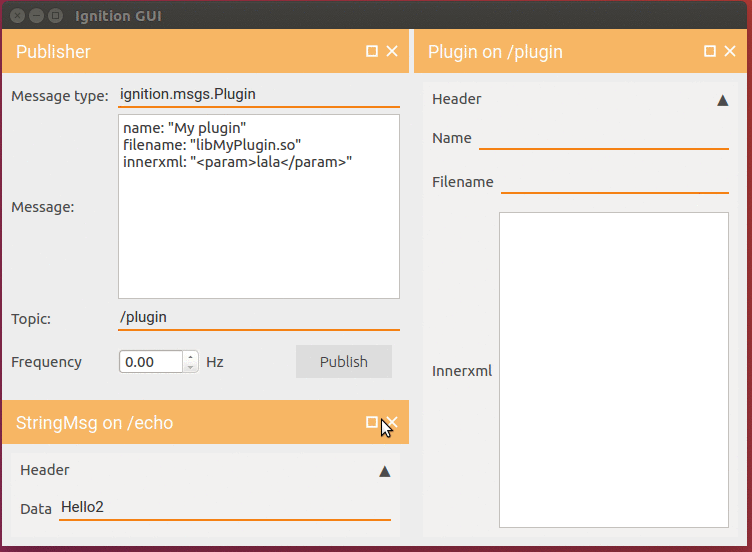 Ignition GUI
Publisher
Message type: ignition.msgs.Plugin
Message:
name: "My plugin"
filename: "libMyPlugin.so"
innerxml: "<param>lala</param>"
Topic: /plugin
Frequency 0.00 Hz Publish
StringMsg on /echo
Header
Data Hello2
Plugin on /plugin
Header
Name
Filename
Innerxml